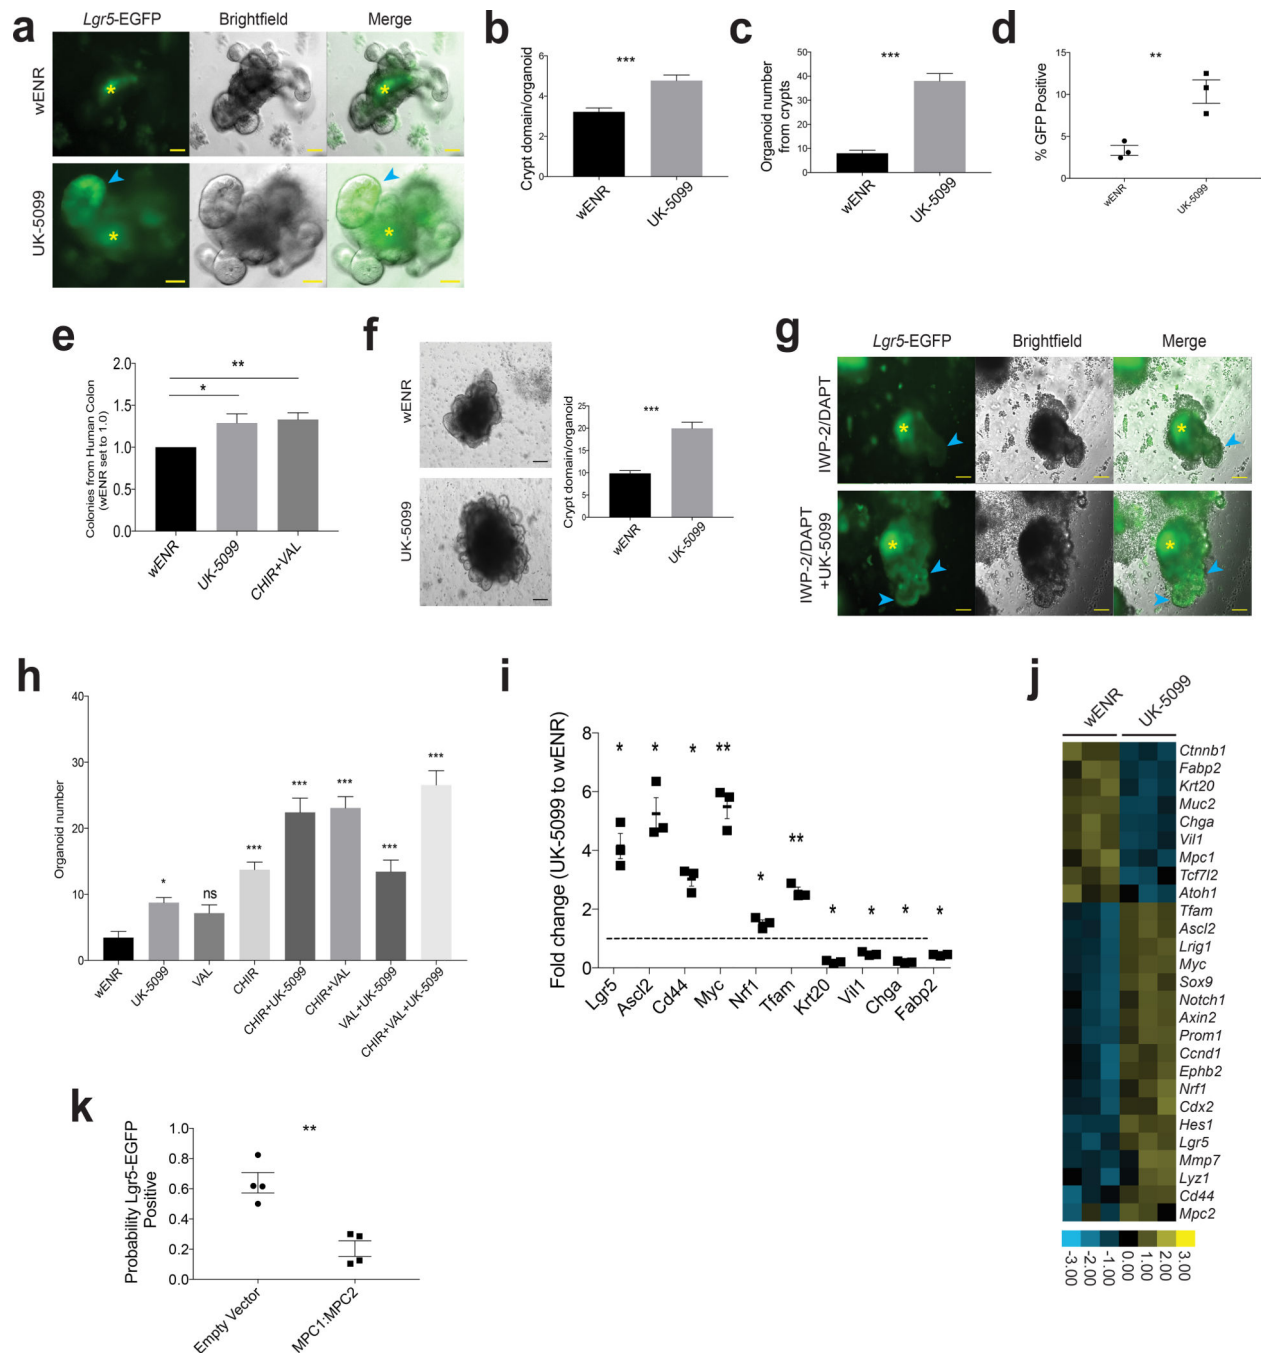 a
Lgr5-EGFP
Brightfield
Merge
wENR
UK-5099
b
Crypt domain/organoid
6
4
2
0
***
wENR
UK-5099
c
Organoid number
from crypts
50
40
30
20
10
0
***
wENR
UK-5099
d
% GFP Positive
15
10
5
0
**
wENR
UK-5099
e
Colonies from Human Colon
(wENR set to 1.0)
2.0
1.5
1.0
0.5
0.0
**
*
wENR
UK-5099
CHIR+VAL
f
wENR
UK-5099
Crypt domain/organoid
25
20
15
10
5
0
***
wENR
UK-5099
g
Lgr5-EGFP
Brightfield
Merge
IWP-2/DAPT
IWP-2/DAPT
+UK-5099
h
Organoid number
40
30
20
10
0
*
ns
***
***
***
***
***
wENR
UK-5099
VAL
CHIR
CHIR+UK-5099
CHIR+VAL
VAL+UK-5099
CHIR+VAL+UK-5099
i
Fold change (UK-5099 to wENR)
8
6
4
2
0
*
*
*
**
*
**
*
*
*
*
Lgr5
Ascl2
Cd44
Myc
Nrf1
Tfam
Krt20
Vil1
Chga
Fabp2
j
wENR
UK-5099
Ctnnb1
Fabp2
Krt20
Muc2
Chga
Vil1
Mpc1
Tcf7l2
Atoh1
Tfam
Ascl2
Lrig1
Myc
Sox9
Notch1
Axin2
Prom1
Ccnd1
Ephb2
Nrf1
Cdx2
Hes1
Lgr5
Mmp7
Lyz1
Cd44
Mpc2
-3.00
-2.00
-1.00
0.00
1.00
2.00
3.00
k
Probability Lgr5-EGFP
Positive
1.0
0.8
0.6
0.4
0.2
0.0
**
Empty Vector
MPC1:MPC2